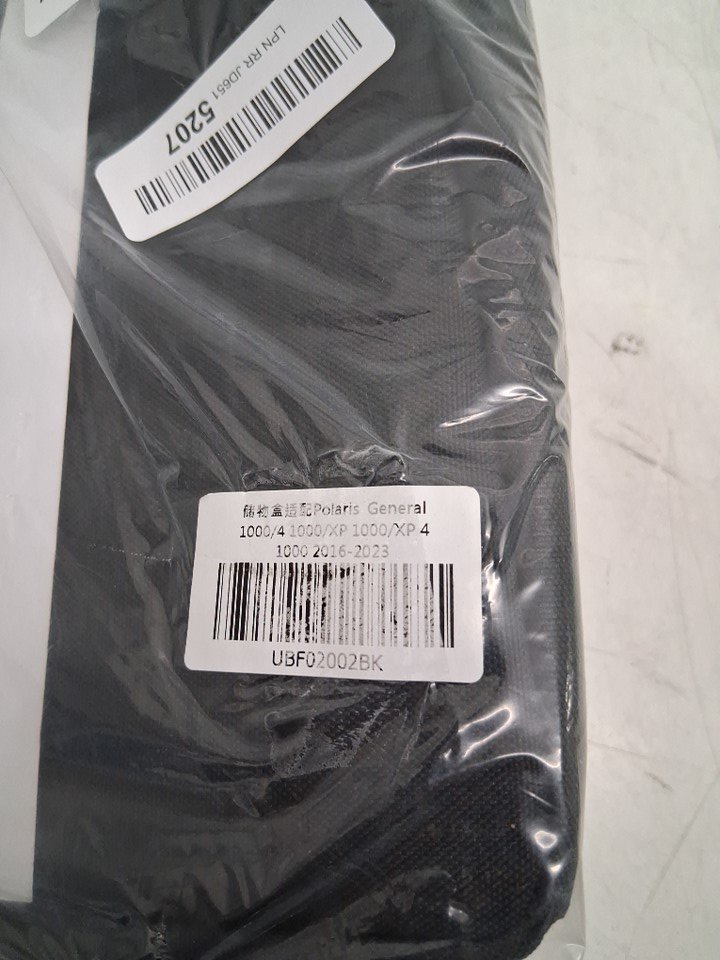 LPN RR JD651 5207
储物盒适配Polaris General
1000/4 1000/XP 1000/XP 4
1000 2016-2023
UBF02002BK